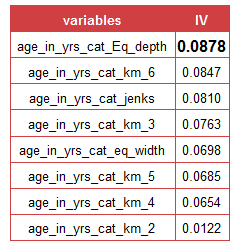 variables IV
age_in_yrs_cat_Eq_depth 0.0878
age_in_yrs_cat_km_6 0.0847
age_in_yrs_cat_jenks 0.0810
age_in_yrs_cat_km_3 0.0763
age_in_yrs_cat_eq_width 0.0698
age_in_yrs_cat_km_5 0.0685
age_in_yrs_cat_km_4 0.0654
age_in_yrs_cat_km_2 0.0122